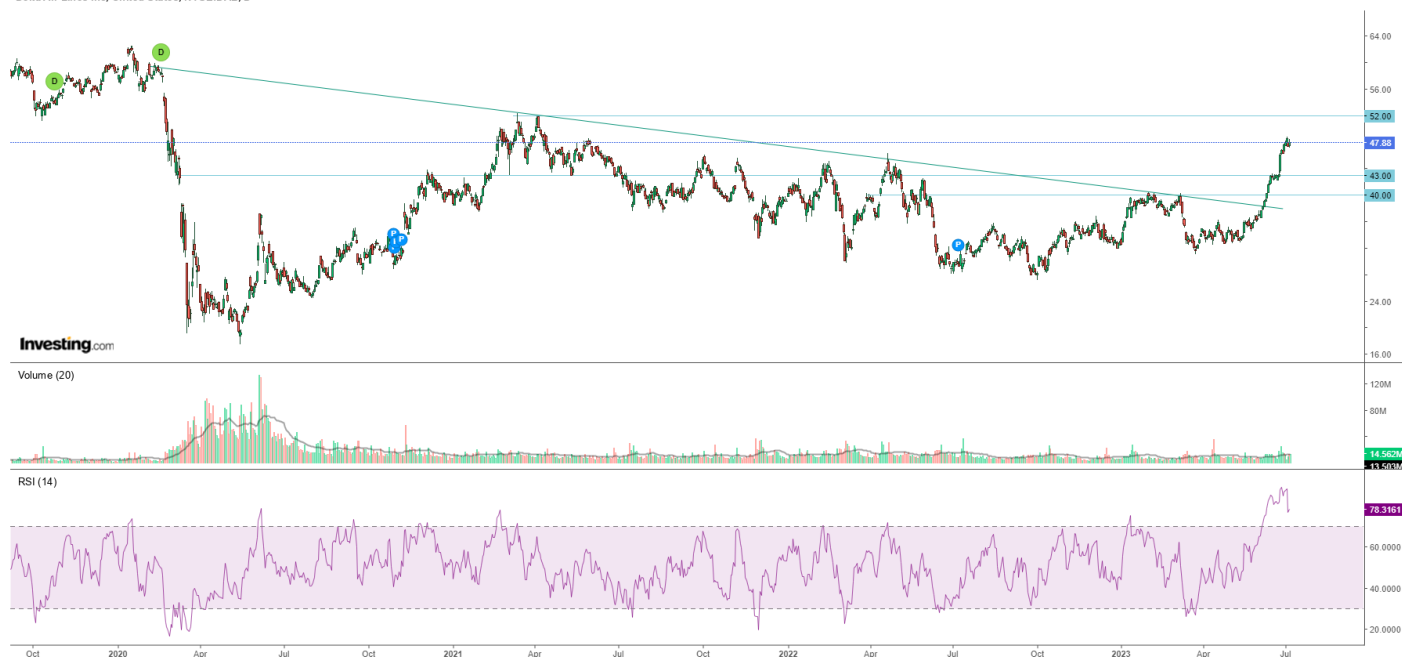 64.00
D
D
56.00
52.00
47.88
43.00
40.00
P
I
P
P
24.00
16.00
Investing.com
Volume (20)
120M
80M
14.562M
13.503M
RSI (14)
78.3161
60.0000
40.0000
20.0000
Oct 2020 Apr Jul Oct 2021 Apr Jul Oct 2022 Apr Jul Oct 2023 Apr Jul